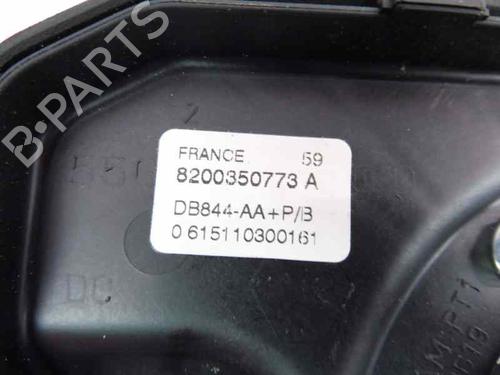 B-PARTS
FRANCE 59
8200350773 A
DB844-AA+P/B
0 615110300161